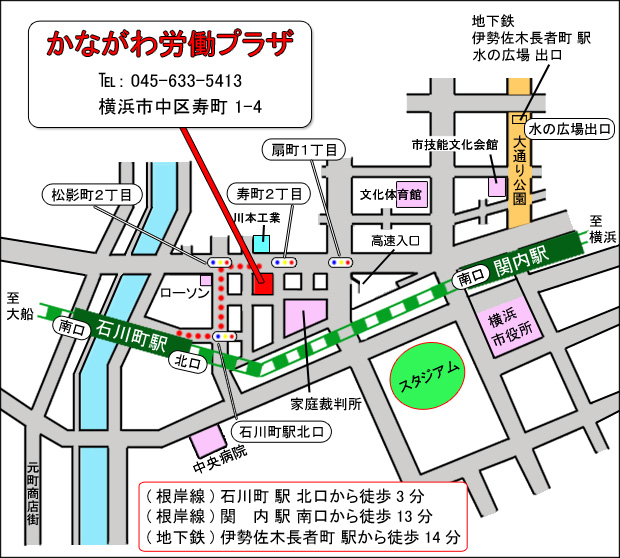 かながわ労働プラザ
℡: 045-633-5413
横浜市中区寿町 1-4
地下鉄
伊勢佐木長者町 駅
水の広場 出口
水の広場出口
大通り公園
市技能文化会館
扇町1丁目
松影町2丁目
寿町2丁目
川本工業
文化体育館
高速入口
至
横浜
関内駅
南口
ローソン
至
大船
南口
石川町駅
北口
横浜
市役所
スタジアム
家庭裁判所
石川町駅北口
中央病院
元町商店街
(根岸線) 石川町 駅 北口から徒歩 3 分
(根岸線) 関 内 駅 南口から徒歩 13 分
(地下鉄) 伊勢佐木長者町 駅から徒歩 14 分